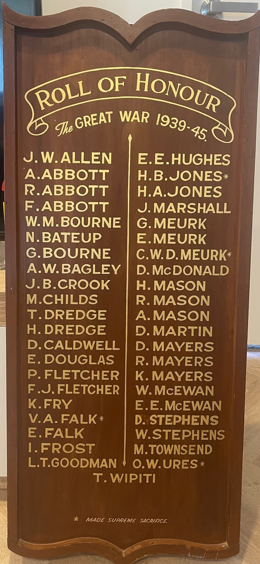 ROLL OF HONOUR
The GREAT WAR 1939-45.
J.W. ALLEN
A. ABBOTT
R. ABBOTT
F. ABBOTT
W.M. BOURNE
N. BATEUP
G. BOURNE
A.W. BAGLEY
J.B. CROOK
M. CHILDS
T. DREDGE
H. DREDGE
D. CALDWELL
E. DOUGLAS
P. FLETCHER
F.J. FLETCHER
K. FRY
V.A. FALK*
E. FALK
I. FROST
L.T. GOODMAN
E.E. HUGHES
H.B. JONES*
H.A. JONES
J. MARSHALL
G. MEURK
E. MEURK
C.W.D. MEURK*
D. McDONALD
H. MASON
R. MASON
A. MASON
D. MARTIN
D. MAYERS
R. MAYERS
K. MAYERS
W. McEWAN
E.E. McEWAN
D. STEPHENS
W. STEPHENS
M. TOWNSEND
O.W. URES*
T. WIPITI
* MADE SUPREME SACRIFICE